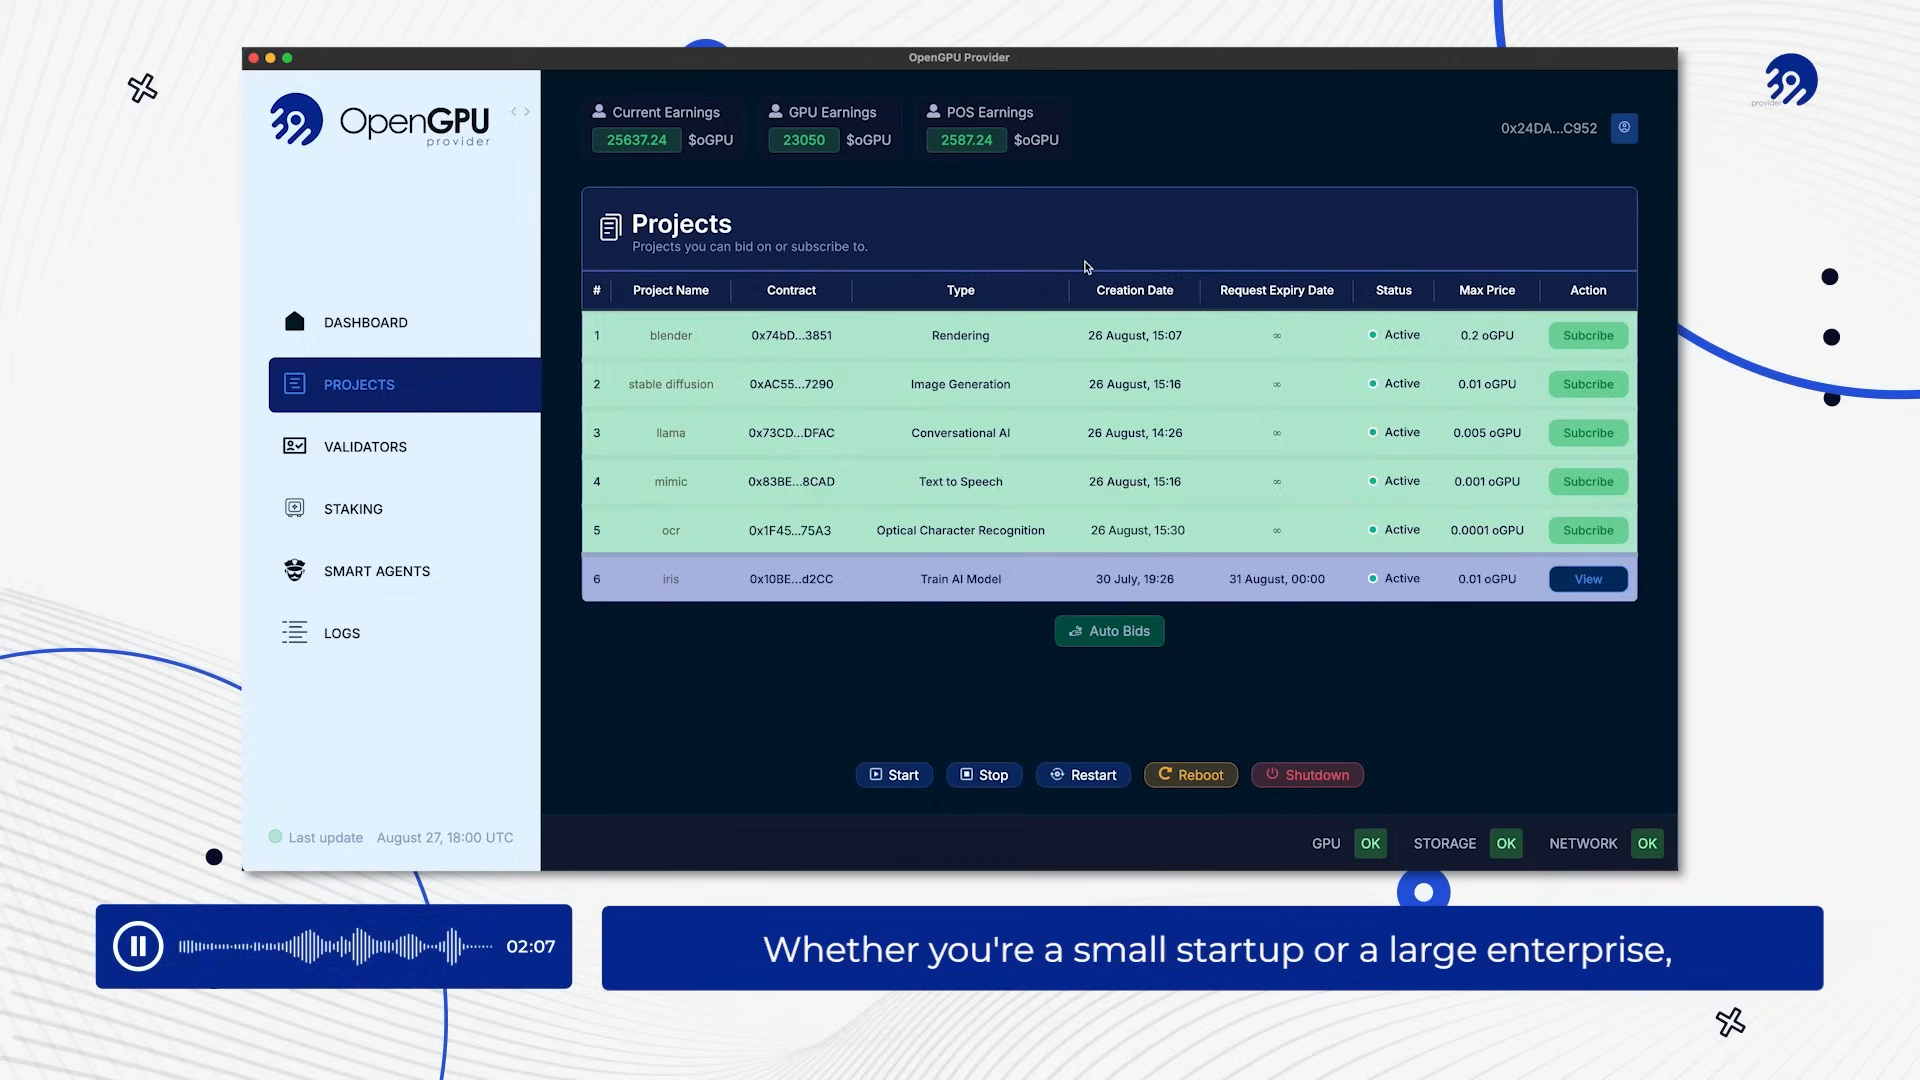 OpenGPU Provider
OpenGPU
provider
Current Earnings
25637.24 $oGPU
GPU Earnings
23050 $oGPU
POS Earnings
2587.24 $oGPU
0x24DA...C952
provider
DASHBOARD
PROJECTS
VALIDATORS
STAKING
SMART AGENTS
LOGS
Last update August 27, 18:00 UTC
Projects
Projects you can bid on or subscribe to.
# Project Name Contract Type Creation Date Request Expiry Date Status Max Price Action
1 blender 0x74bD...3851 Rendering 26 August, 15:07 ∞ Active 0.2 oGPU Subcribe
2 stable diffusion 0xAC55...7290 Image Generation 26 August, 15:16 ∞ Active 0.01 oGPU Subcribe
3 llama 0x73CD...DFAC Conversational AI 26 August, 14:26 ∞ Active 0.005 oGPU Subcribe
4 mimic 0x83BE...8CAD Text to Speech 26 August, 15:16 ∞ Active 0.001 oGPU Subcribe
5 ocr 0x1F45...75A3 Optical Character Recognition 26 August, 15:30 ∞ Active 0.0001 oGPU Subcribe
6 iris 0x10BE...d2CC Train AI Model 30 July, 19:26 31 August, 00:00 Active 0.01 oGPU View
Auto Bids
Start Stop Restart Reboot Shutdown
GPU OK STORAGE OK NETWORK OK
02:07
Whether you're a small startup or a large enterprise,